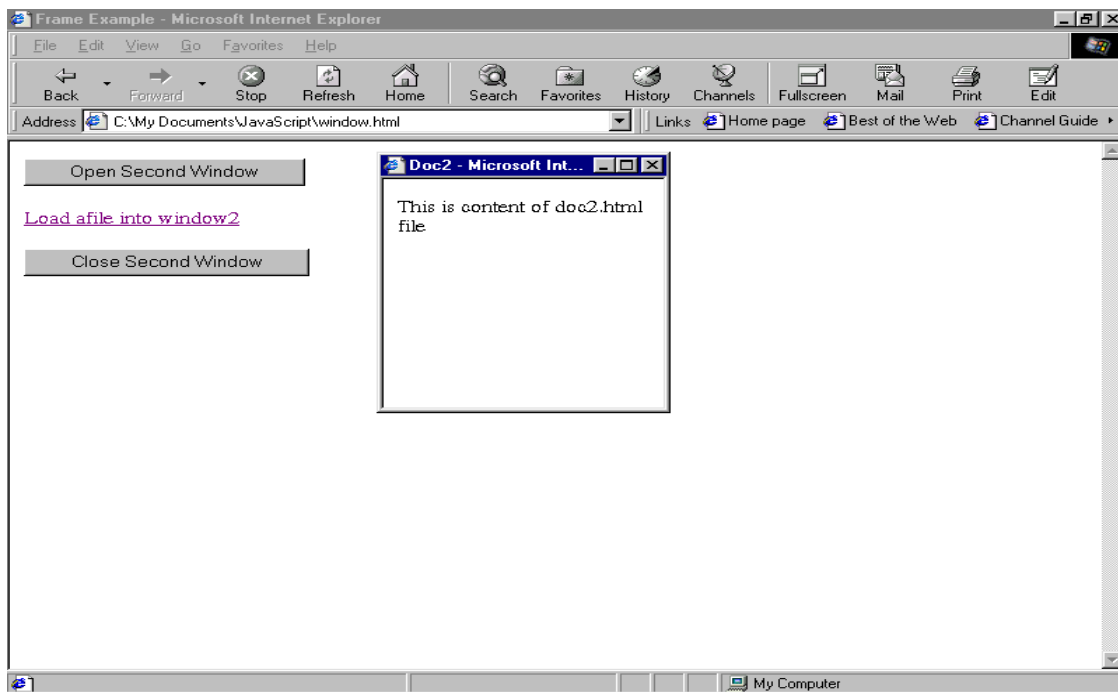 Frame Example - Microsoft Internet Explorer
File Edit View Go Favorites Help
Back Forward Stop Refresh Home Search Favorites History Channels Fullscreen Mail Print Edit
Address C:\My Documents\JavaScript\window.html Links Home page Best of the Web Channel Guide
Open Second Window
Load afile into window2
Close Second Window
Doc2 - Microsoft Int...
This is content of doc2.html
file
My Computer